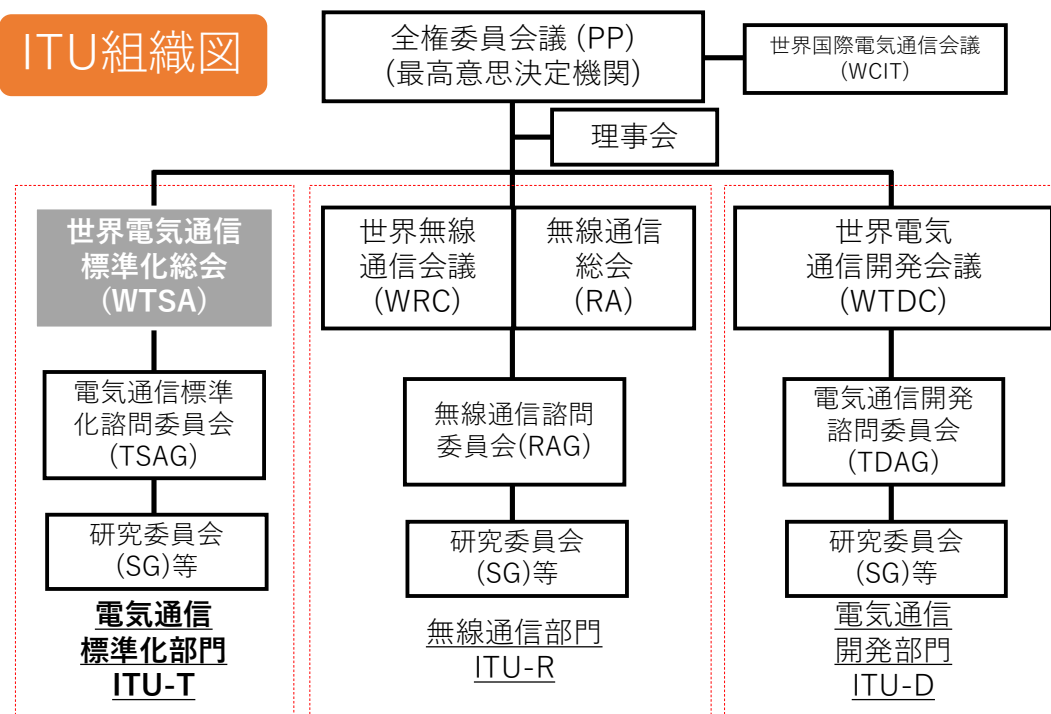 ITU組織図
全権委員会議 (PP)
(最高意思決定機関)
世界国際電気通信会議
(WCIT)
理事会
世界電気通信
標準化総会
(WTSA)
電気通信標準
化諮問委員会
(TSAG)
研究委員会
(SG)等
電気通信
標準化部門
ITU-T
世界無線
通信会議
(WRC)
無線通信
総会
(RA)
無線通信諮問
委員会(RAG)
研究委員会
(SG)等
無線通信部門
ITU-R
世界電気
通信開発会議
(WTDC)
電気通信開発
諮問委員会
(TDAG)
研究委員会
(SG)等
電気通信
開発部門
ITU-D